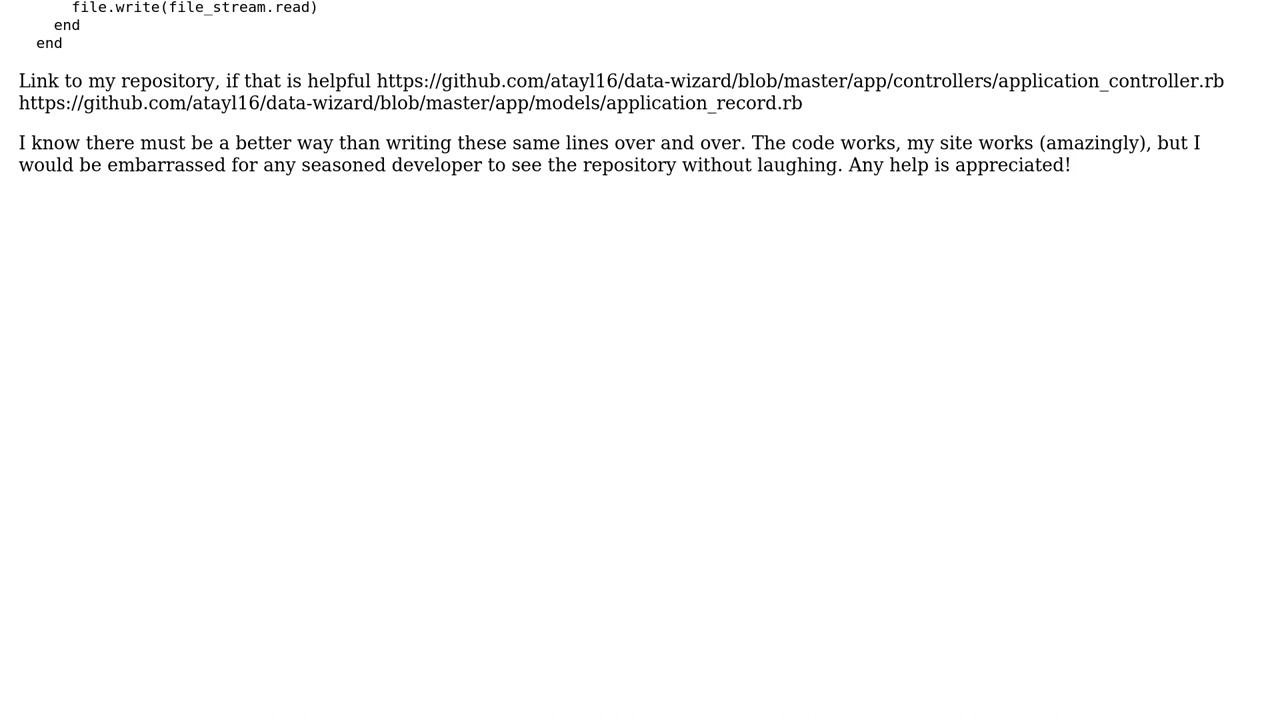 file.write(file_stream.read)
end
end
Link to my repository, if that is helpful https://github.com/atayl16/data-wizard/blob/master/app/controllers/application_controller.rb
https://github.com/atayl16/data-wizard/blob/master/app/models/application_record.rb
I know there must be a better way than writing these same lines over and over. The code works, my site works (amazingly), but I
would be embarrassed for any seasoned developer to see the repository without laughing. Any help is appreciated!